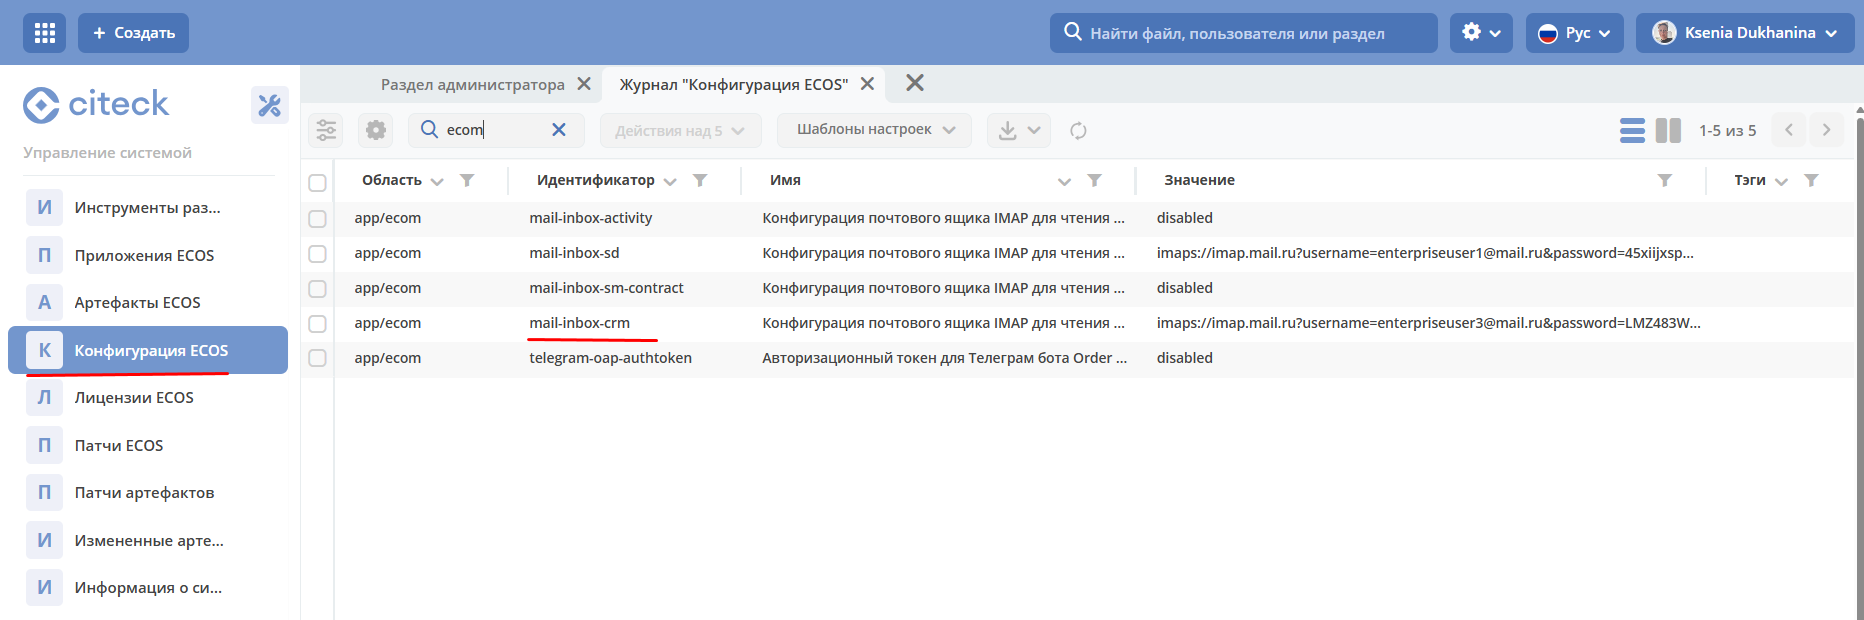 + Создать
Найти файл, пользователя или раздел
Рус
Ksenia Dukhanina
citeck
Управление системой
И Инструменты раз...
П Приложения ECOS
А Артефакты ECOS
К Конфигурация ECOS
Л Лицензии ECOS
П Патчи ECOS
П Патчи артефактов
И Измененные арте...
И Информация о си...
Раздел администратора
Журнал "Конфигурация ECOS"
ecom
Действия над 5
Шаблоны настроек
1-5 из 5
Область Идентификатор Имя Значение Тэги
app/ecom mail-inbox-activity Конфигурация почтового ящика IMAP для чтения ... disabled
app/ecom mail-inbox-sd Конфигурация почтового ящика IMAP для чтения ... imaps://imap.mail.ru?username=enterpriseuser1@mail.ru&password=45xiijxsp...
app/ecom mail-inbox-sm-contract Конфигурация почтового ящика IMAP для чтения ... disabled
app/ecom mail-inbox-crm Конфигурация почтового ящика IMAP для чтения ... imaps://imap.mail.ru?username=enterpriseuser3@mail.ru&password=LMZ483W...
app/ecom telegram-oap-authtoken Авторизационный токен для Телеграм бота Order ... disabled